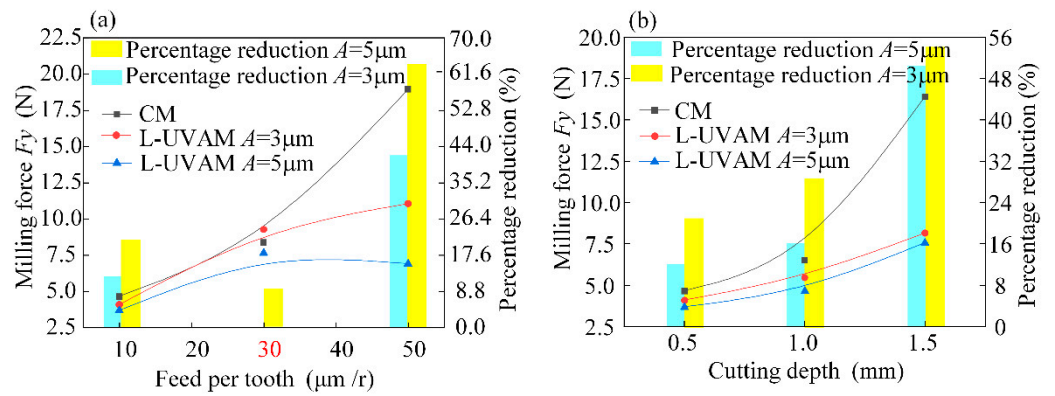 (a)
Milling force Fy (N)
22.5
20.0
17.5
15.0
12.5
10.0
7.5
5.0
2.5
Percentage reduction A=5μm
Percentage reduction A=3μm
CM
L-UVAM A=3μm
L-UVAM A=5μm
70.0
61.6
52.8
44.0
35.2
26.4
17.6
8.8
0.0
Percentage reduction (%)
10 20 30 40 50
Feed per tooth (μm /r)
(b)
Milling force Fy (N)
20.0
17.5
15.0
12.5
10.0
7.5
5.0
2.5
Percentage reduction A=5μm
Percentage reduction A=3μm
CM
L-UVAM A=3μm
L-UVAM A=5μm
56
48
40
32
24
16
8
0
Percentage reduction (%)
0.5 1.0 1.5
Cutting depth (mm)